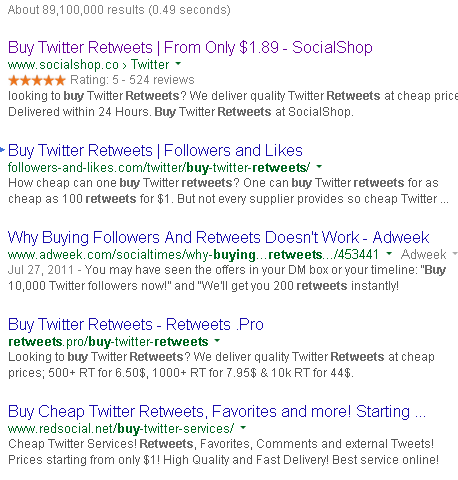 About 89,100,000 results (0.49 seconds)
Buy Twitter Retweets | From Only $1.89 - SocialShop
www.socialshop.co › Twitter
Rating: 5 - 524 reviews
looking to buy Twitter Retweets? We deliver quality Twitter Retweets at cheap price
Delivered within 24 Hours. Buy Twitter Retweets at SocialShop.
Buy Twitter Retweets | Followers and Likes
followers-and-likes.com/twitter/buy-twitter-retweets/
How cheap can one buy Twitter retweets? One can buy Twitter retweets for as
cheap as 100 retweets for $1. But not every supplier provides so cheap Twitter ...
Why Buying Followers And Retweets Doesn't Work - Adweek
www.adweek.com/socialtimes/why-buying...retweets.../453441 Adweek
Jul 27, 2011 - You may have seen the offers in your DM box or your timeline: "Buy
10,000 Twitter followers now!" and "We'll get you 200 retweets instantly!
Buy Twitter Retweets - Retweets .Pro
retweets.pro/buy-twitter-retweets
Looking to buy Twitter Retweets? We deliver quality Twitter Retweets at cheap
prices; 500+ RT for 6.50$, 1000+ RT for 7.95$ & 10k RT for 44$.
Buy Cheap Twitter Retweets, Favorites and more! Starting ...
www.redsocial.net/buy-twitter-services/
Cheap Twitter Services! Retweets, Favorites, Comments and external Tweets!
Prices starting from only $1! High Quality and Fast Delivery! Best service online!